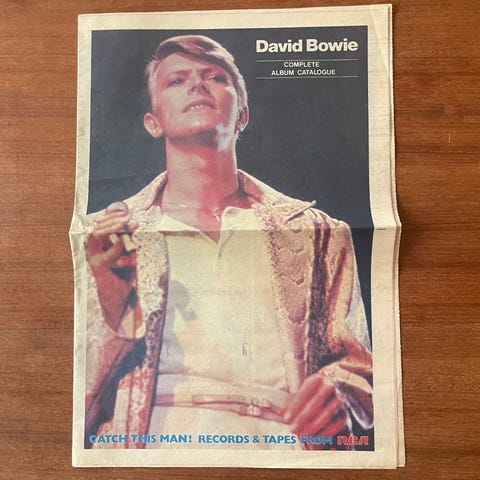 David Bowie
COMPLETE
ALBUM CATALOGUE
CATCH THIS MAN! RECORDS & TAPES FROM RCA